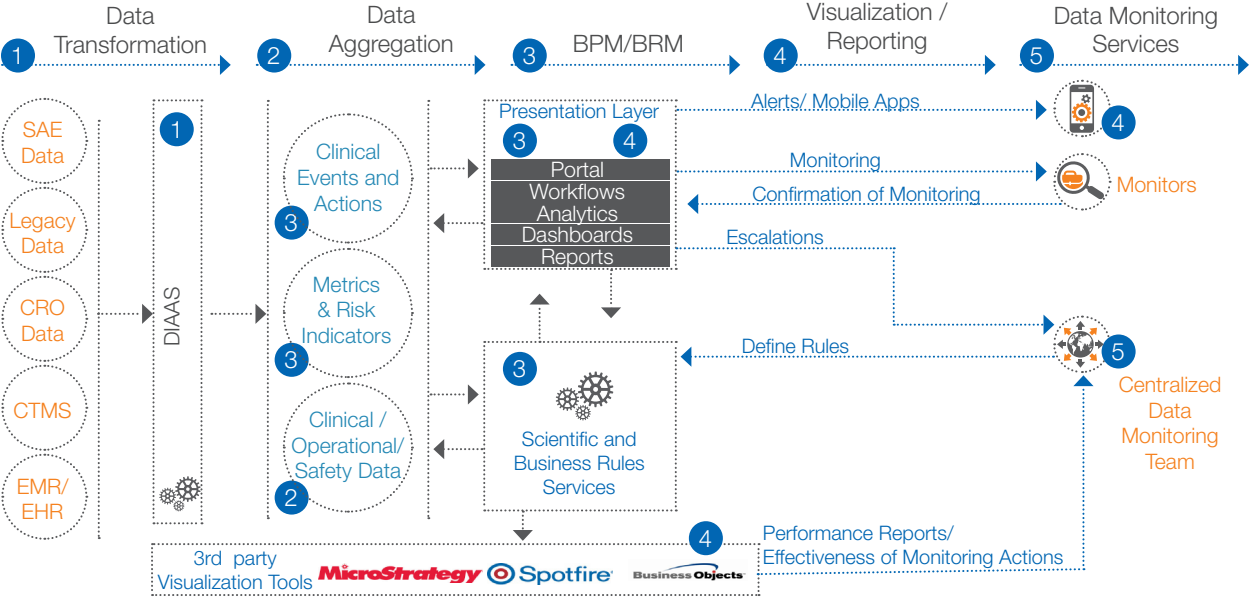 Data
Transformation
1
Data
Aggregation
2
BPM/BRM
3
Visualization /
Reporting
4
Data Monitoring
Services
5
SAE
Data
Legacy
Data
CRO
Data
CTMS
EMR/
EHR
1
DIAAS
Clinical
Events and
Actions
3
Metrics
& Risk
Indicators
3
Clinical /
Operational/
Safety Data
2
Presentation Layer
3
4
Portal
Workflows
Analytics
Dashboards
Reports
3
Scientific and
Business Rules
Services
Alerts/ Mobile Apps
4
Monitoring
Confirmation of Monitoring
Monitors
Escalations
Define Rules
5
Centralized
Data
Monitoring
Team
3rd party
Visualization Tools
MicroStrategy
Spotfire
Business Objects
4
Performance Reports/
Effectiveness of Monitoring Actions